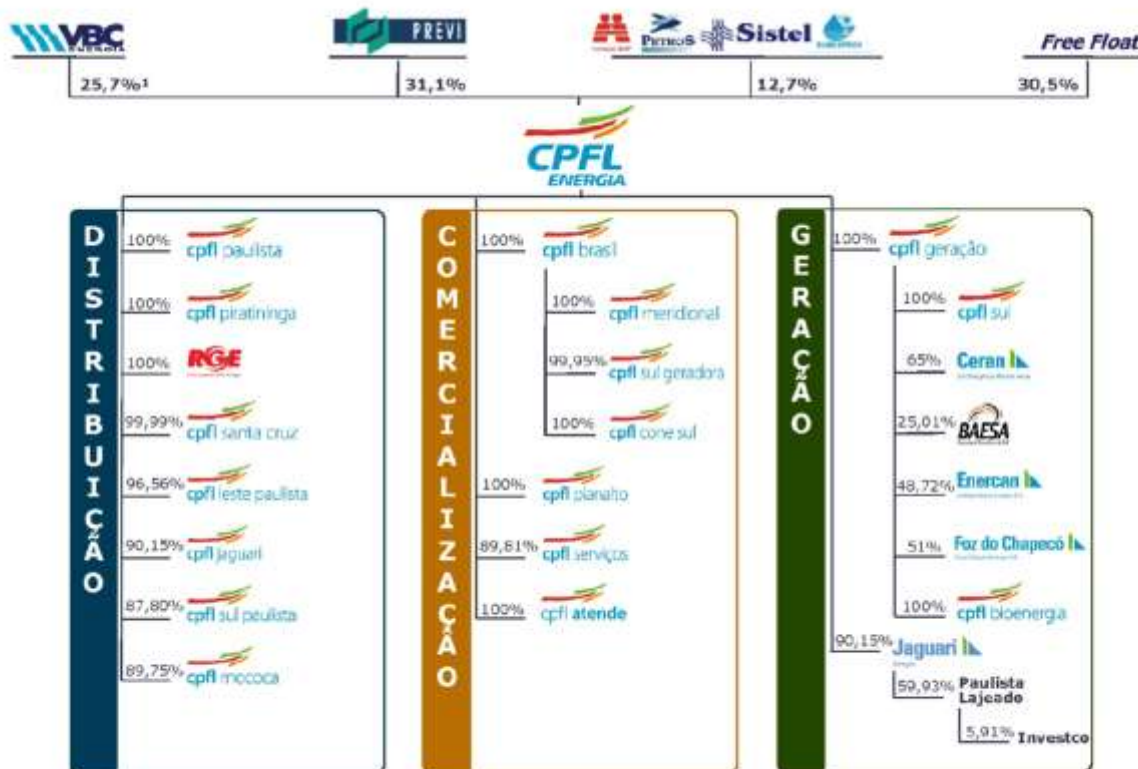 VBC
ENERGIA
PREVI
PETROS
Sistel
Free Float
25,7%¹
31,1%
12,7%
30,5%
CPFL
ENERGIA
DISTRIBUIÇÃO
100% cpfl paulista
100% cpfl piratininga
100% RGE
99,99% cpfl santa cruz
96,56% cpfl leste paulista
90,15% cpfl jaguari
87,80% cpfl sul paulista
89,75% cpfl mococa
COMERCIALIZAÇÃO
100% cpfl brasil
100% cpfl meridional
99,95% cpfl sul geradora
100% cpfl cone sul
100% cpfl planalto
89,81% cpfl serviços
100% cpfl atende
GERAÇÃO
100% cpfl geração
100% cpfl sul
65% Ceran
25,01% BAESA
48,72% Enercan
51% Foz do Chapecó
100% cpfl bioenergia
90,15% Jaguari
59,93% Paulista
Lajeado
5,91% Investco